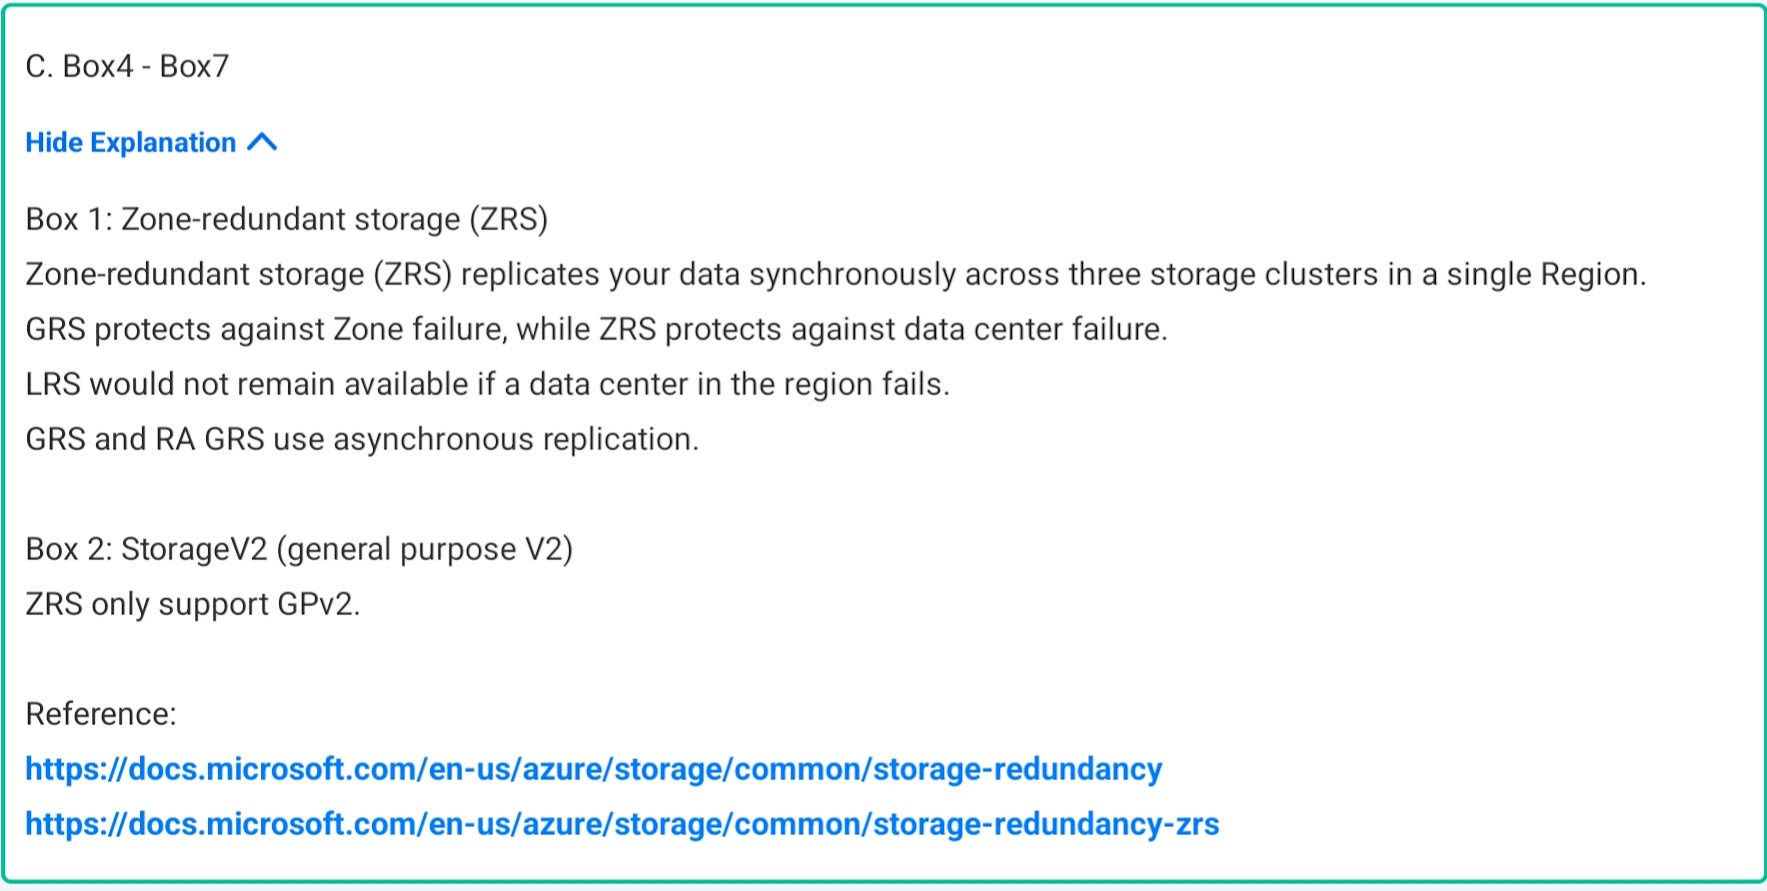 C. Box4 - Box7
Hide Explanation
Box 1: Zone-redundant storage (ZRS)
Zone-redundant storage (ZRS) replicates your data synchronously across three storage clusters in a single Region.
GRS protects against Zone failure, while ZRS protects against data center failure.
LRS would not remain available if a data center in the region fails.
GRS and RA GRS use asynchronous replication.
Box 2: StorageV2 (general purpose V2)
ZRS only support GPv2.
Reference:
https://docs.microsoft.com/en-us/azure/storage/common/storage-redundancy
https://docs.microsoft.com/en-us/azure/storage/common/storage-redundancy-zrs